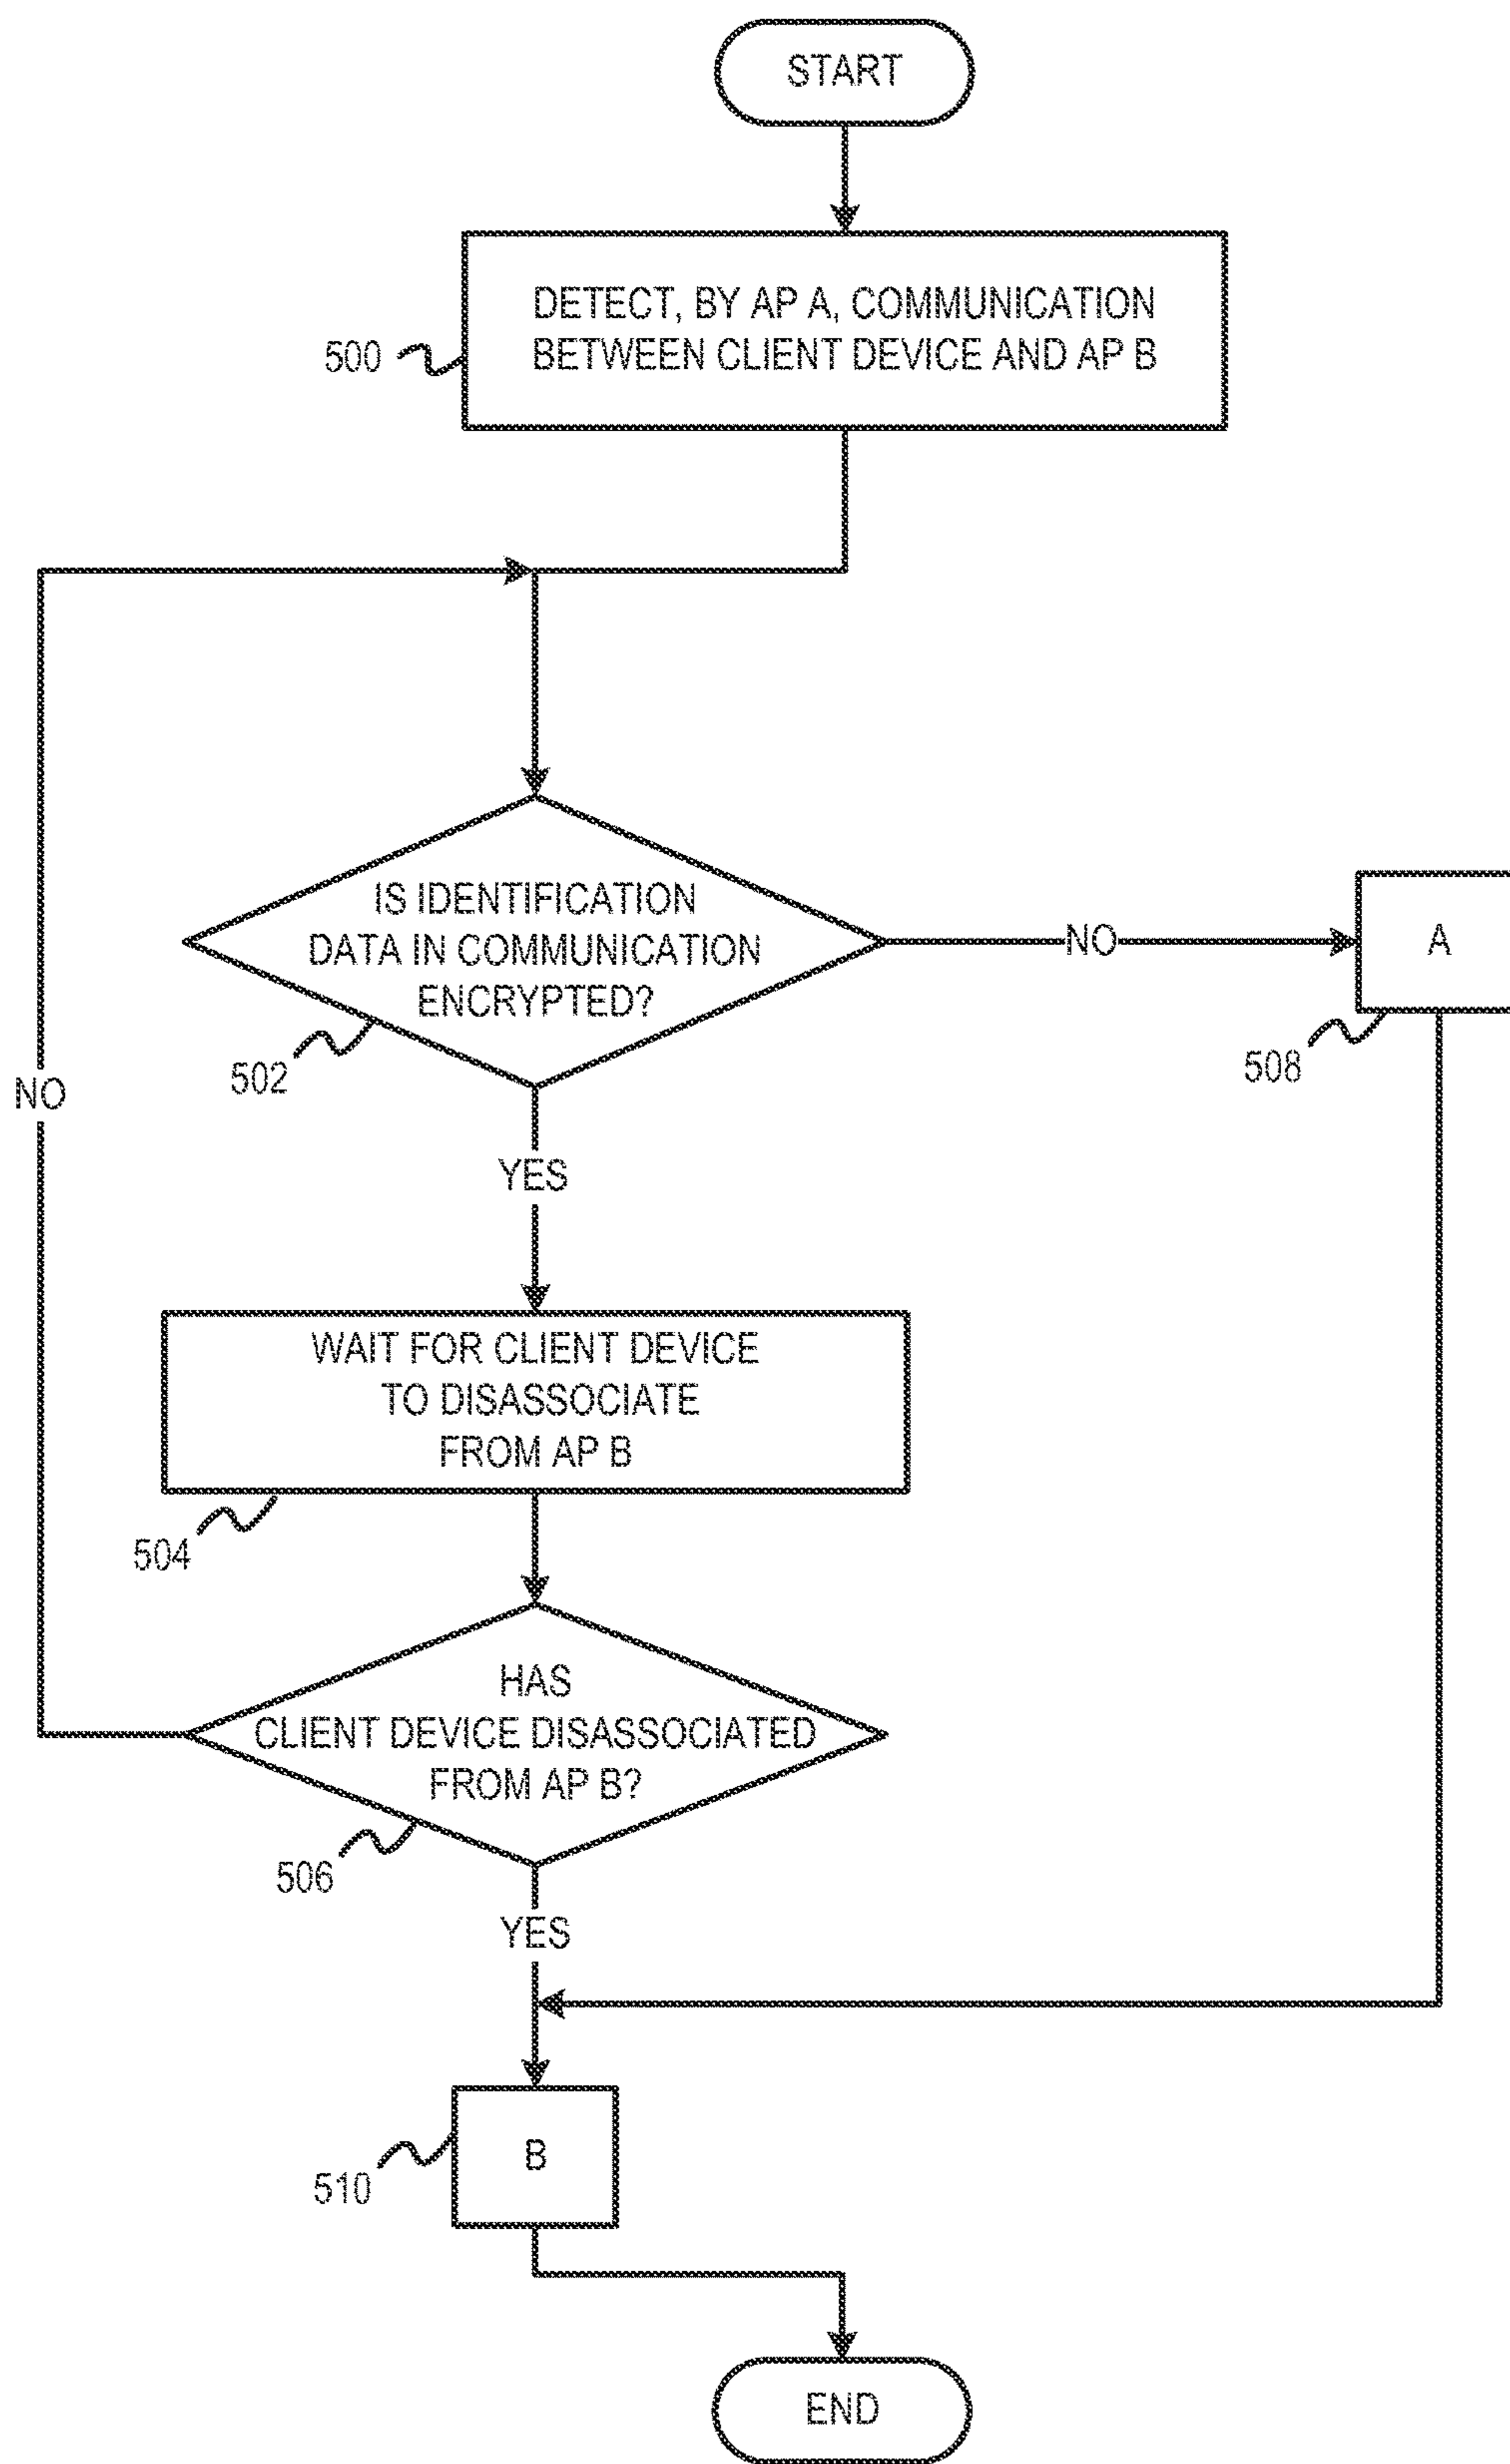 START
DETECT, BY AP A, COMMUNICATION
BETWEEN CLIENT DEVICE AND AP B
500
IS IDENTIFICATION
DATA IN COMMUNICATION
ENCRYPTED?
502
NO
A
508
NO
YES
WAIT FOR CLIENT DEVICE
TO DISASSOCIATE
FROM AP B
504
HAS
CLIENT DEVICE DISASSOCIATED
FROM AP B?
506
YES
B
510
END